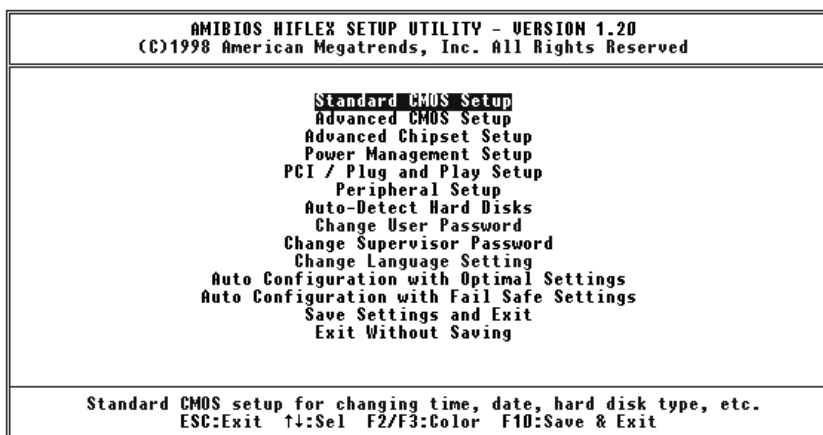 AMIBIOS HIFLEX SETUP UTILITY - VERSION 1.20
(C)1998 American Megatrends, Inc. All Rights Reserved
Standard CMOS Setup
Advanced CMOS Setup
Advanced Chipset Setup
Power Management Setup
PCI / Plug and Play Setup
Peripheral Setup
Auto-Detect Hard Disks
Change User Password
Change Supervisor Password
Change Language Setting
Auto Configuration with Optimal Settings
Auto Configuration with Fail Safe Settings
Save Settings and Exit
Exit Without Saving
Standard CMOS setup for changing time, date, hard disk type, etc.
ESC:Exit ↑↓:Sel F2/F3:Color F10:Save & Exit